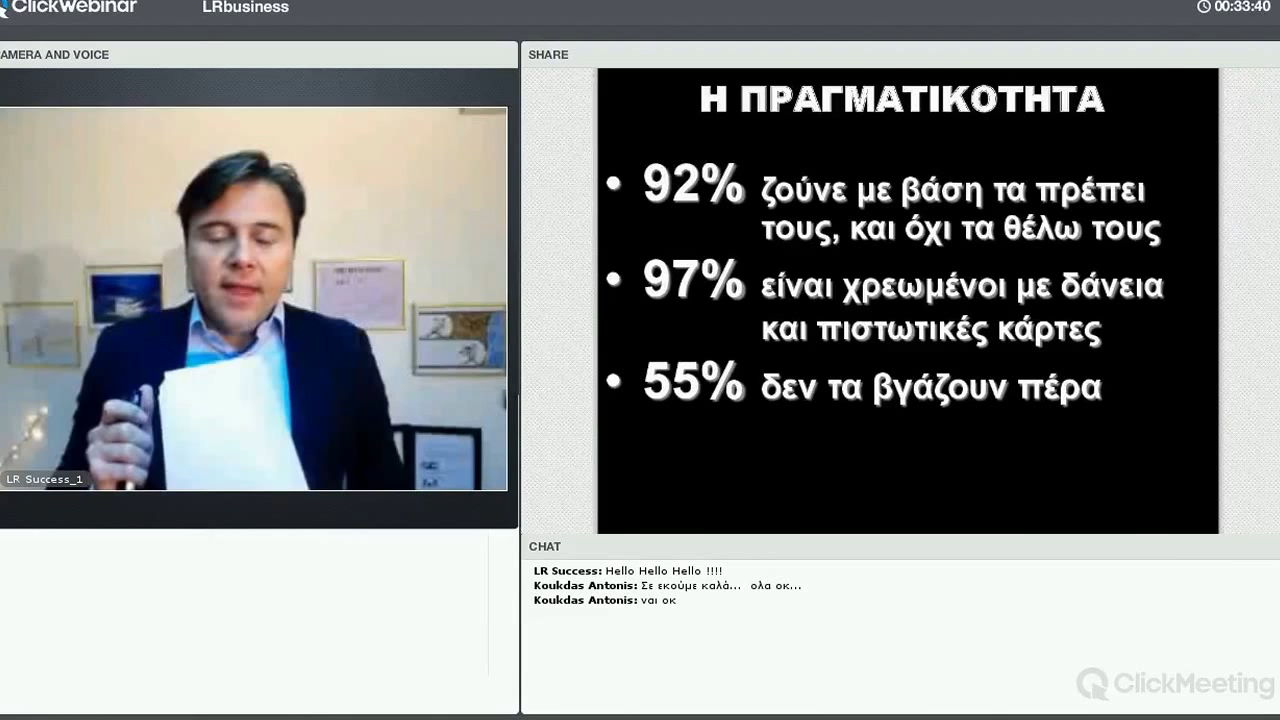 ClickWebinar
LRbusiness
00:33:40
AMERA AND VOICE
SHARE
Η ΠΡΑΓΜΑΤΙΚΟΤΗΤΑ
• 92% ζούνε με βάση τα πρέπει
τους, και όχι τα θέλω τους
• 97% είναι χρεωμένοι με δάνεια
και πιστωτικές κάρτες
• 55% δεν τα βγάζουν πέρα
LR Success_1
CHAT
LR Success: Hello Hello Hello !!!!
Koukdas Antonis: Σε εκούμε καλά... ολα οκ...
Koukdas Antonis: ναι οκ
ClickMeeting